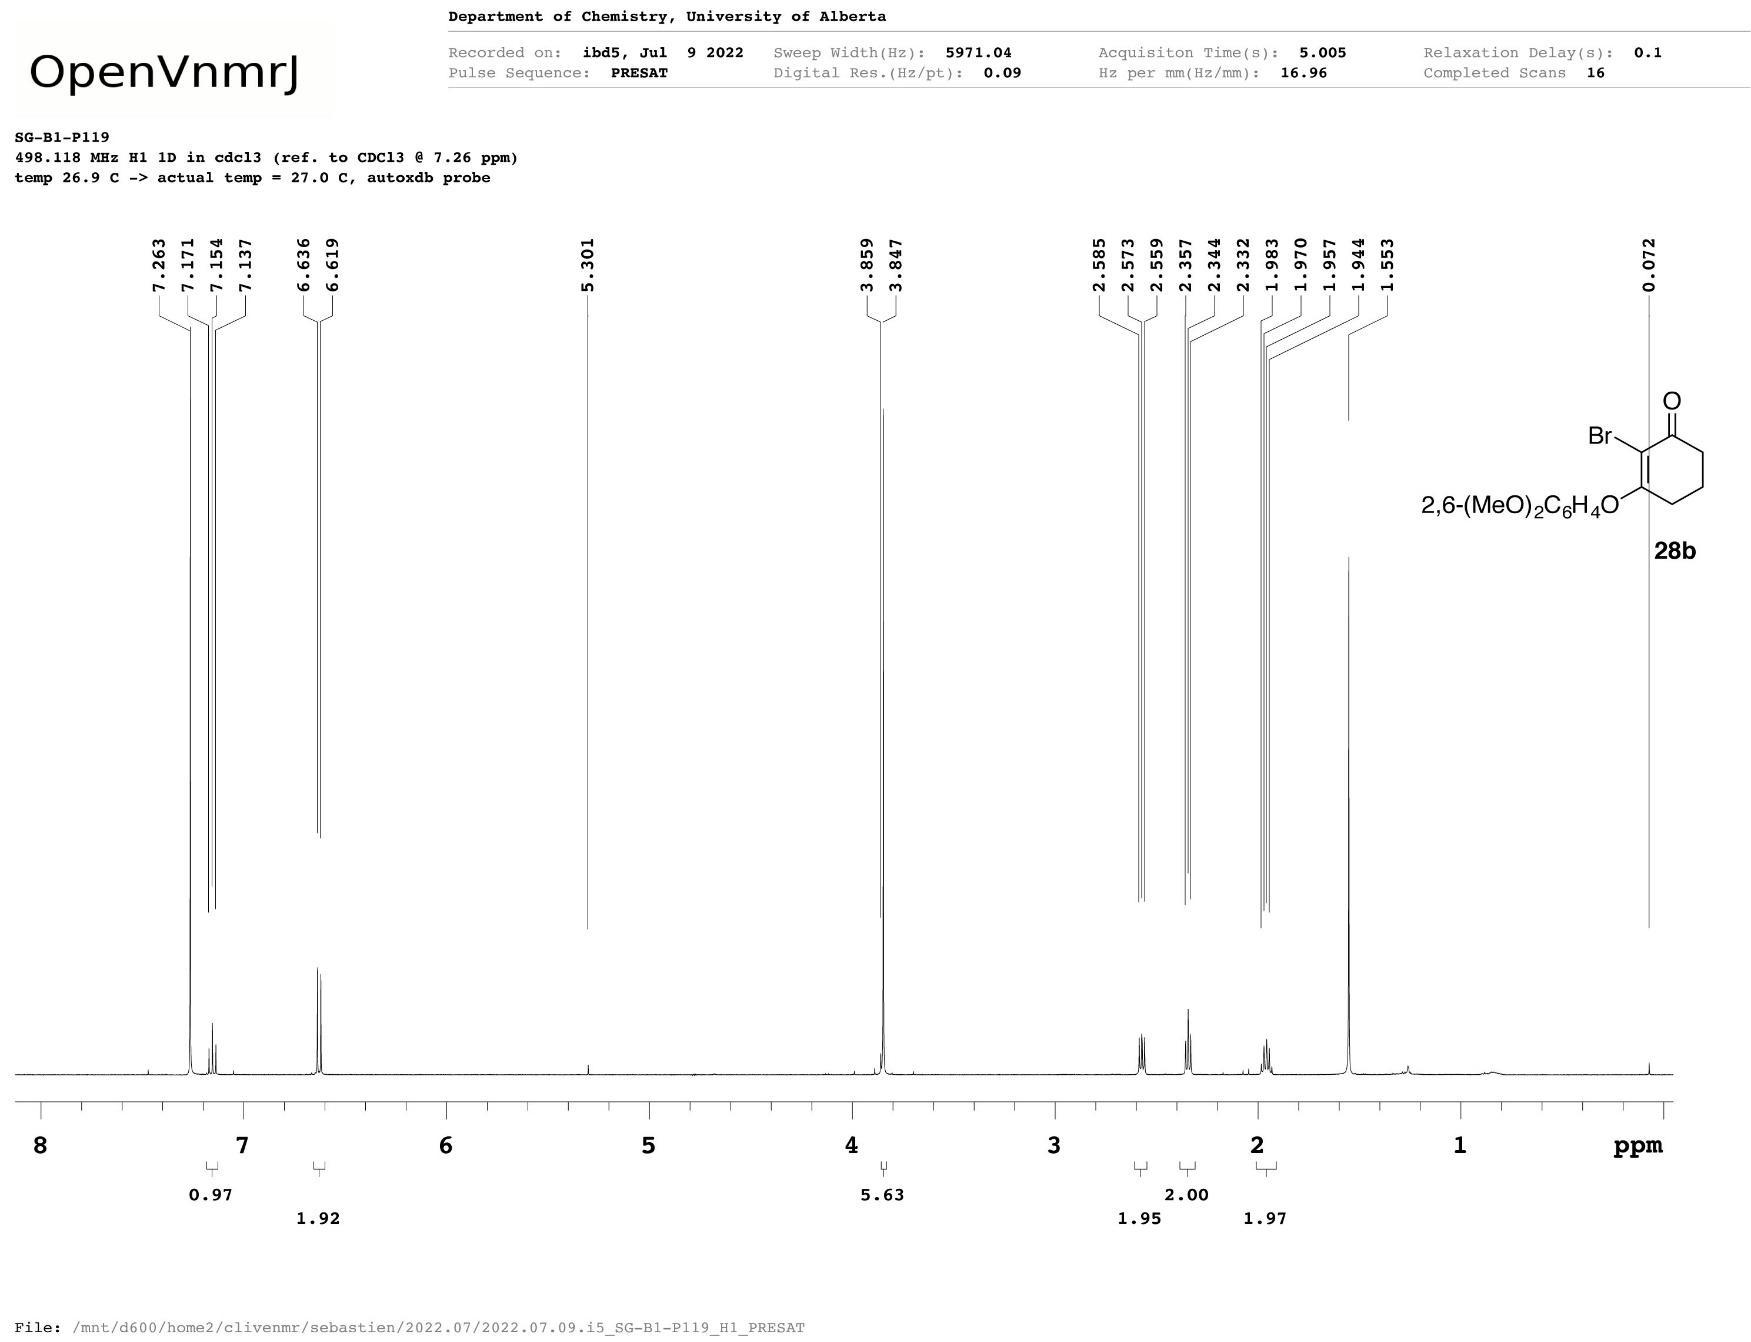 Department of Chemistry, University of Alberta
OpenVnmrJ
Recorded on: ibd5, Jul 9 2022 Sweep Width(Hz): 5971.04 Acquisiton Time(s): 5.005 Relaxation Delay(s): 0.1
Pulse Sequence: PRESAT Digital Res.(Hz/pt): 0.09 Hz per mm(Hz/mm): 16.96 Completed Scans 16
SG-B1-P119
498.118 MHz H1 1D in cdcl3 (ref. to CDCl3 @ 7.26 ppm)
temp 26.9 C -> actual temp = 27.0 C, autoxdb probe
7.263 7.171 7.154 7.137 6.636 6.619 5.301 3.859 3.847 2.585 2.573 2.559 2.357 2.344 2.332 1.983 1.970 1.957 1.944 1.553 0.072
O
Br
2,6-(MeO)2C6H4O
28b
8 7 6 5 4 3 2 1 ppm
0.97 5.63 2.00
1.92 1.95 1.97
File: /mnt/d600/home2/clivenmr/sebastien/2022.07/2022.07.09.i5_SG-B1-P119_H1_PRESAT